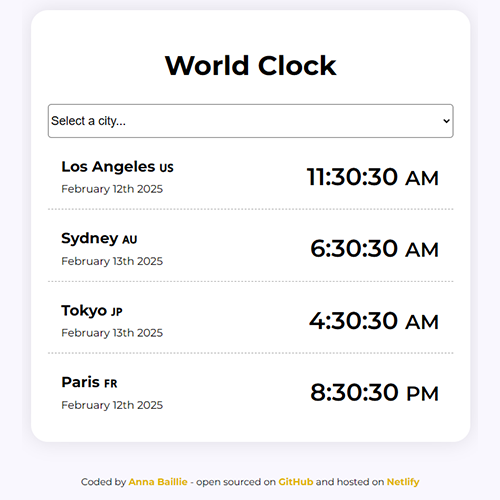 World Clock
Select a city...
Los Angeles US
11:30:30 AM
February 12th 2025
Sydney AU
6:30:30 AM
February 13th 2025
Tokyo JP
4:30:30 AM
February 13th 2025
Paris FR
8:30:30 PM
February 12th 2025
Coded by Anna Baillie - open sourced on GitHub and hosted on Netlify